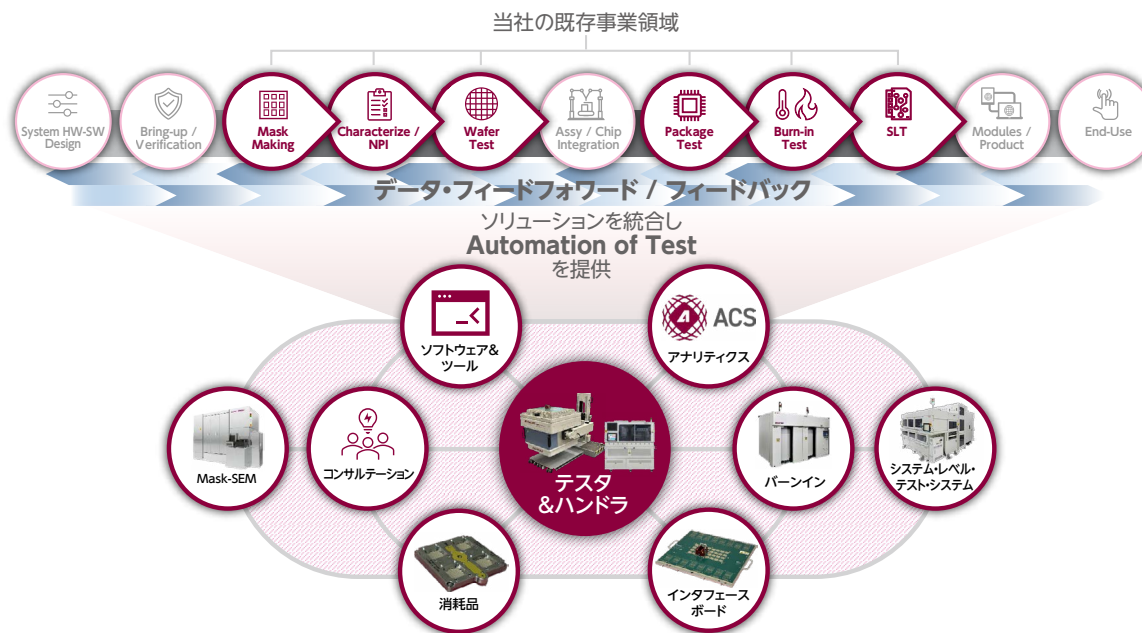 当社の既存事業領域
System HW-SW
Design
Bring-up /
Verification
Mask
Making
Characterize /
NPI
Wafer
Test
Assy / Chip
Integration
Package
Test
Burn-in
Test
SLT
Modules /
Product
End-Use
データ・フィードフォワード / フィードバック
ソリューションを統合し
Automation of Test
を提供
ソフトウェア&
ツール
ACS
アナリティクス
Mask-SEM
コンサルテーション
テスタ
&ハンドラ
バーンイン
システム・レベル・
テスト・システム
消耗品
インタフェース
ボード